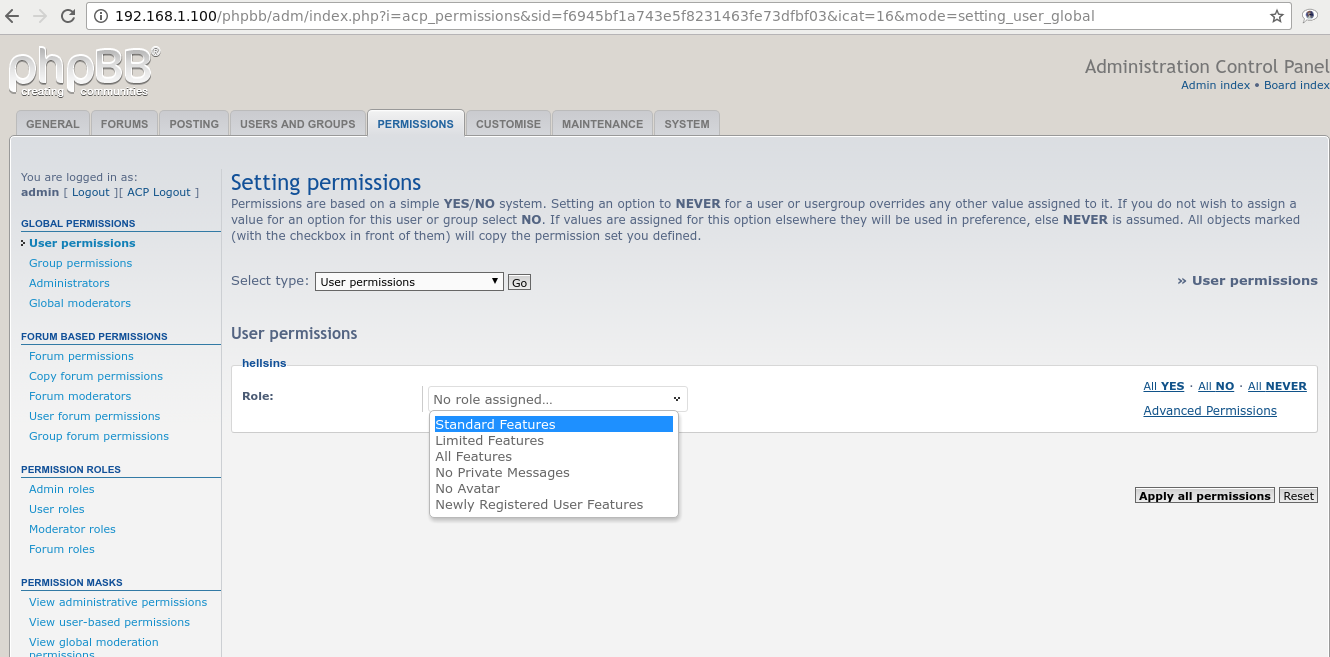 192.168.1.100/phpbb/adm/index.php?i=acp_permissions&sid=f6945bf1a743e5f8231463fe73dfbf03&icat=16&mode=setting_user_global
phpBB®
creating communities
Administration Control Panel
Admin index • Board index
GENERAL FORUMS POSTING USERS AND GROUPS PERMISSIONS CUSTOMISE MAINTENANCE SYSTEM
You are logged in as:
admin [ Logout ][ ACP Logout ]
GLOBAL PERMISSIONS
User permissions
Group permissions
Administrators
Global moderators
FORUM BASED PERMISSIONS
Forum permissions
Copy forum permissions
Forum moderators
User forum permissions
Group forum permissions
PERMISSION ROLES
Admin roles
User roles
Moderator roles
Forum roles
PERMISSION MASKS
View administrative permissions
View user-based permissions
View global moderation
permissions
Setting permissions
Permissions are based on a simple YES/NO system. Setting an option to NEVER for a user or usergroup overrides any other value assigned to it. If you do not wish to assign a
value for an option for this user or group select NO. If values are assigned for this option elsewhere they will be used in preference, else NEVER is assumed. All objects marked
(with the checkbox in front of them) will copy the permission set you defined.
Select type: User permissions Go
» User permissions
User permissions
hellsins
Role: No role assigned...
Standard Features
Limited Features
All Features
No Private Messages
No Avatar
Newly Registered User Features
All YES · All NO · All NEVER
Advanced Permissions
Apply all permissions Reset